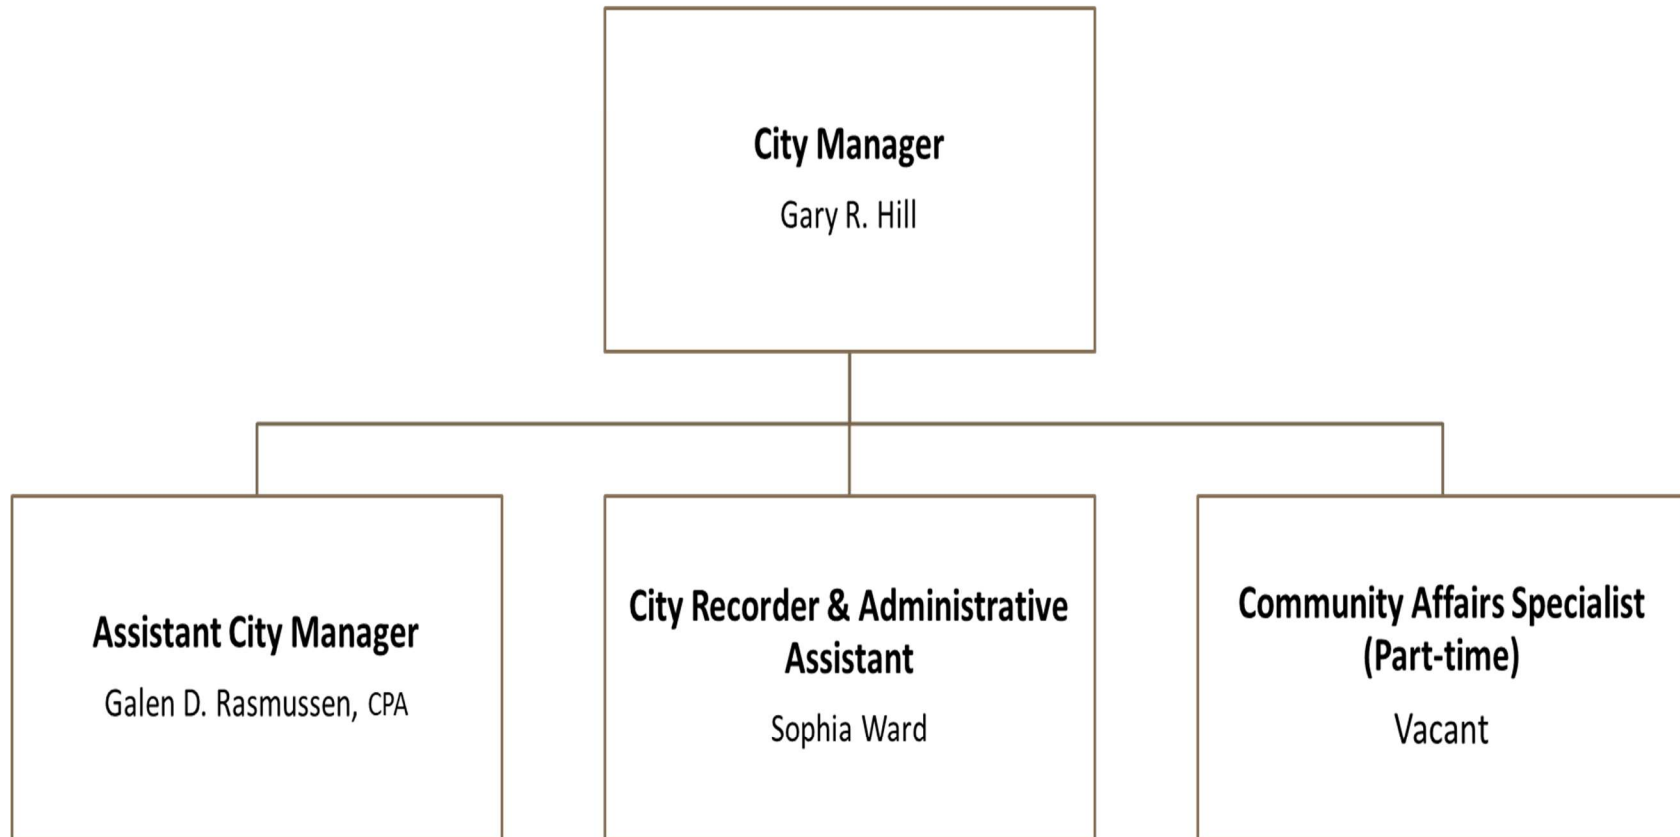 City Manager
Gary R. Hill
Assistant City Manager
Galen D. Rasmussen, CPA
City Recorder & Administrative
Assistant
Sophia Ward
Community Affairs Specialist
(Part-time)
Vacant